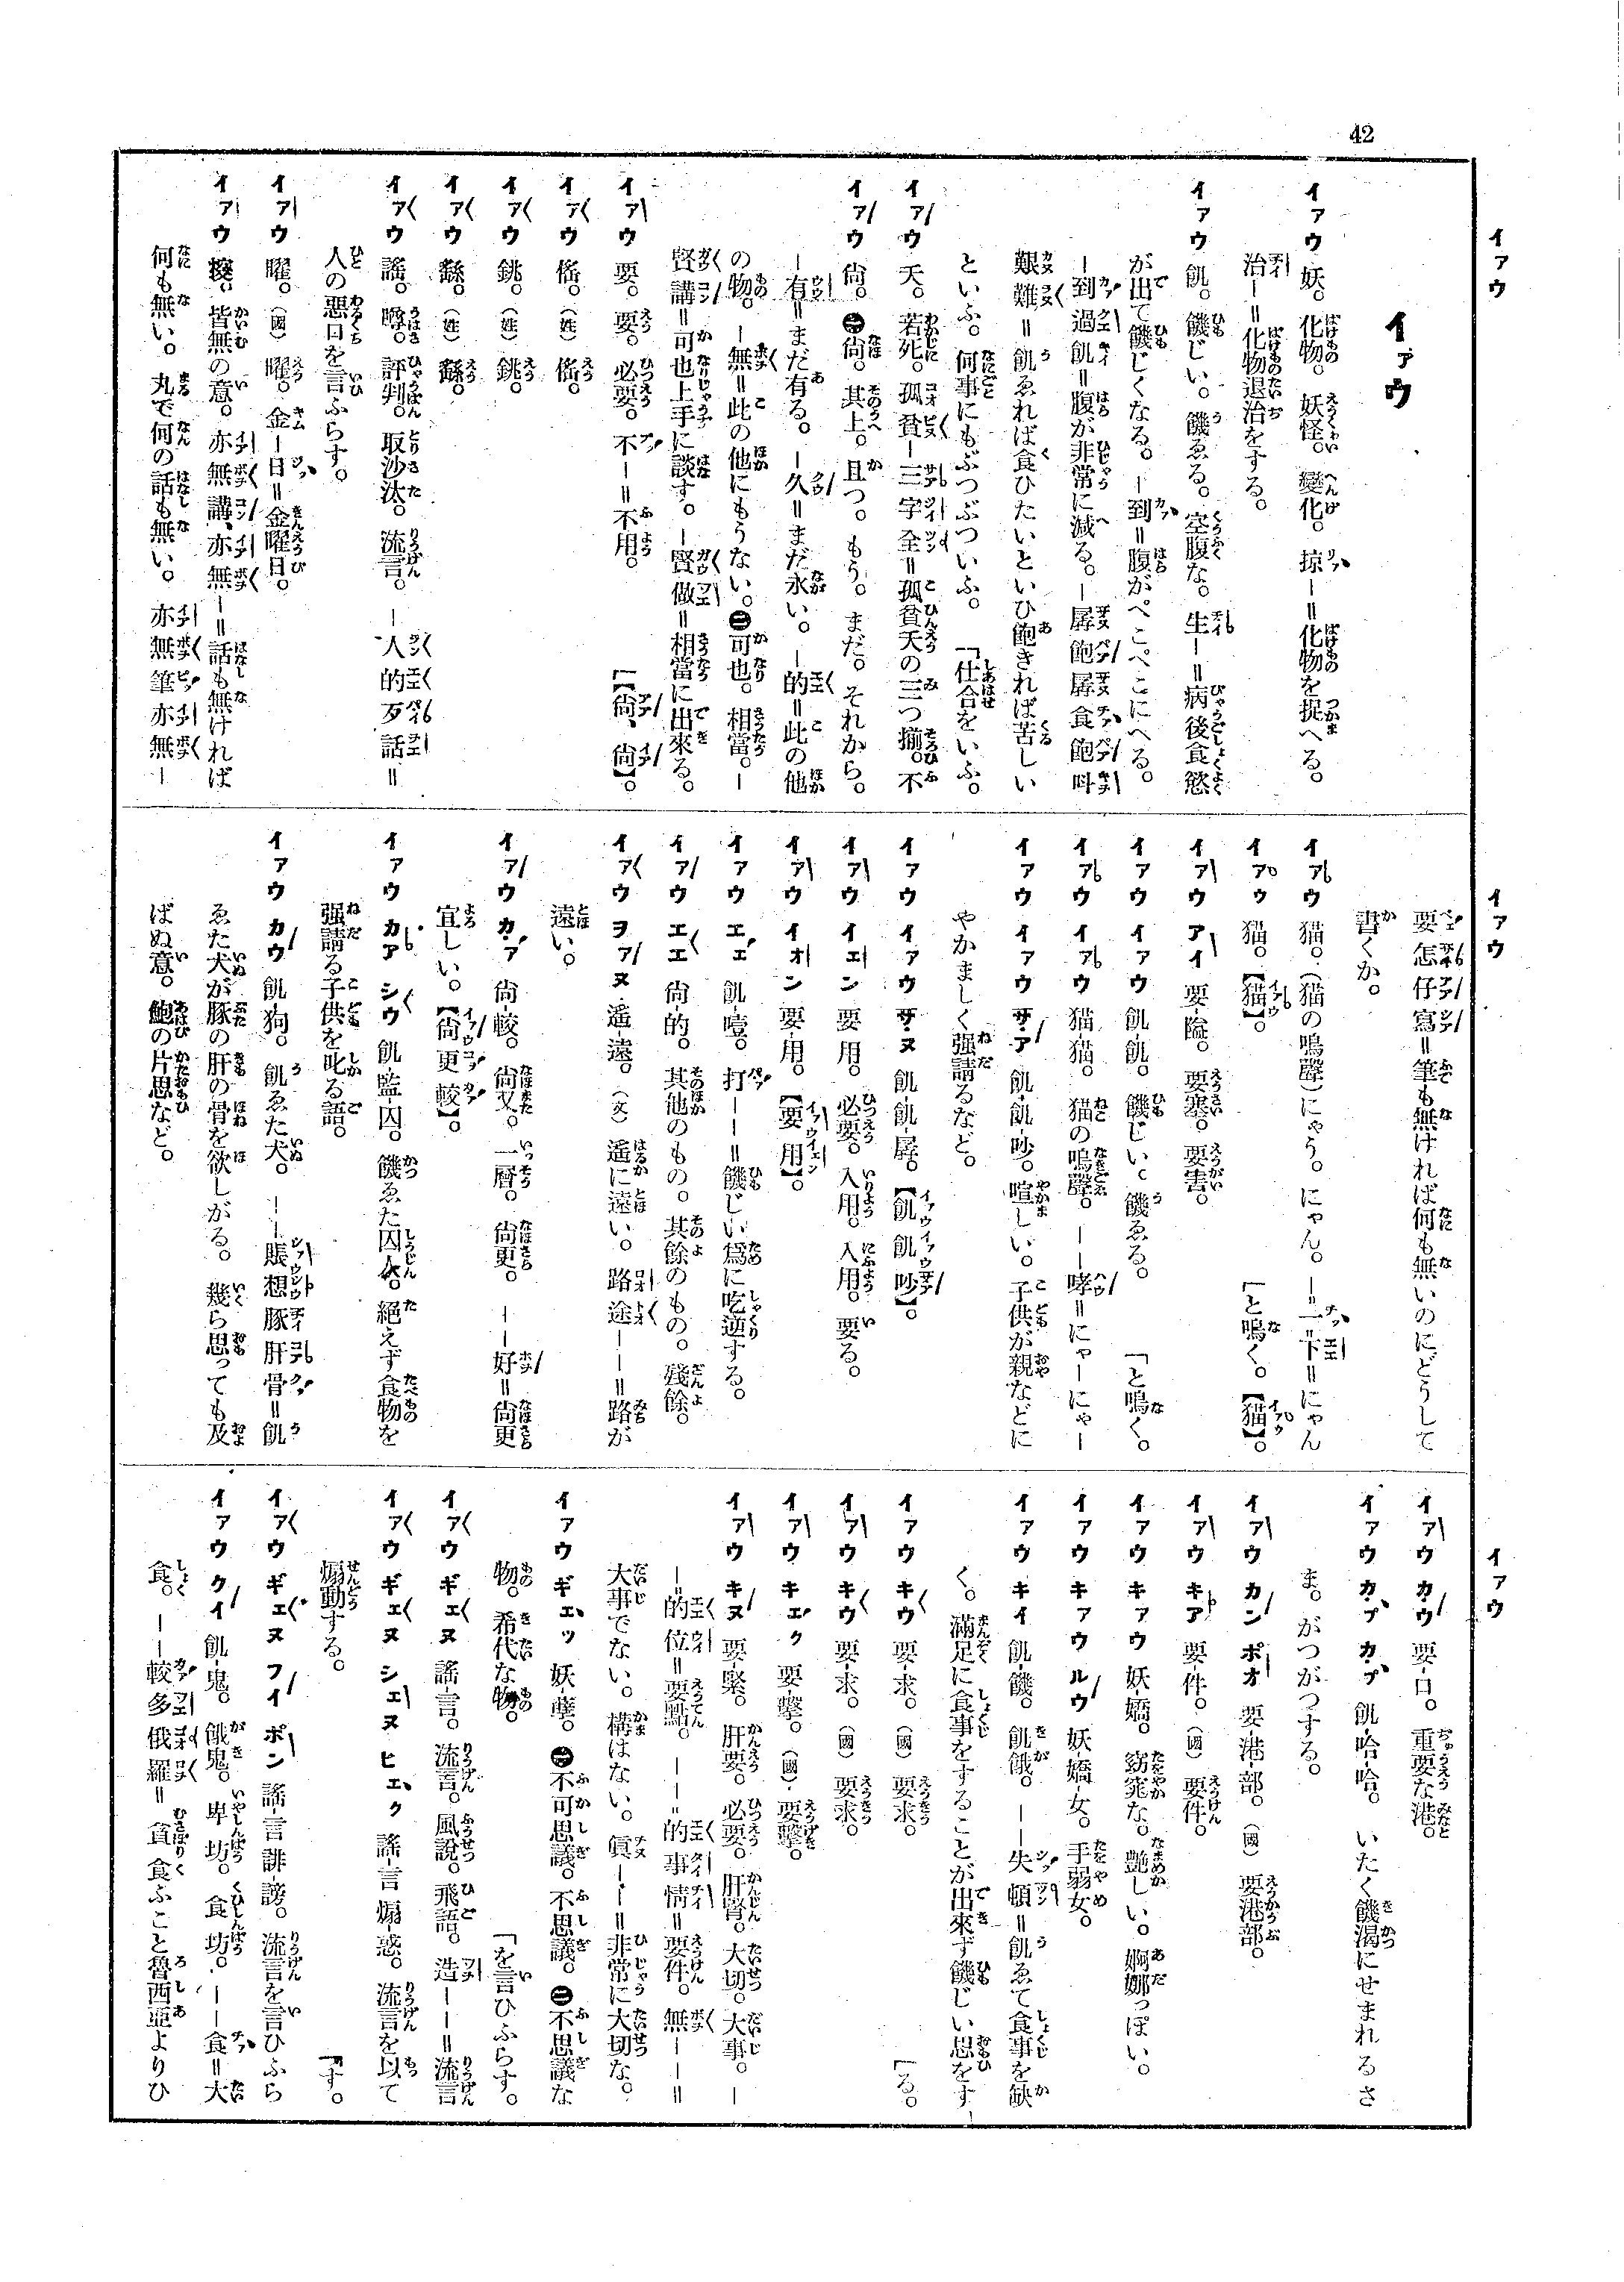 42
イァウ
イァウ
イァウ
イァウ
イァウ 妖。化物。妖怪。變化。掠ー＝化物を捉へる。
治ー＝化物退治をする。
イァウ 飢。饑じい。饑ゑる。空腹な。生ー＝病後食慾
が出て饑じくなる。ー到＝腹がぺこぺこにへる。
ー到過飢＝腹が非常に減る。ー孱飽孱食飽呌
艱難＝飢ゑれば食ひたいといひ飽きれば苦しい
といふ。何事にもぶつぶついふ。「仕合をいふ。
イァウ 夭。若死。孤貧ー三字全＝孤貧夭の三つ揃。不
イァウ 尙。㊀尙。其上。且つ。もう。まだ。それから。
ー有＝まだ有る。ー久＝まだ永い。ー的＝此の他
の物。ー無＝此の他にもうない。㊁可也。相當。ー
賢講＝可也上手に談す。ー賢做＝相當に出來る。
イァウ 要。要。必要。不ー＝不用。【尙、尙】。
イァウ 傜。（姓）傜。
イァウ 銚。（姓）銚。
イァウ 繇。（姓）繇。
イァウ 謠。噂。評判。取沙汰。流言。ー人的歹話＝
人の惡口を言ふらす。
イァウ 曜。（國）曜。金ー日＝金曜日。
イァウ 皆無の意。亦無講、亦無ー＝話も無ければ
何も無い。丸で何の話も無い。亦無筆亦無ー
要怎仔寫＝筆も無ければ何も無いのにどうして
書くか。
イァウ 猫。（猫の鳴聲）にゃう。にゃん。ー＝一＝下＝にゃん
イァゥ 猫。【猫】。「と鳴く。【猫】。
イァウ アイ 要-隘。要塞。要害。
イァウ イァウ 飢-飢。饑じい。饑ゑる。「と鳴く。
イァウ イァウ 猫-猫。猫の鳴聲。ーー哮＝にゃーにゃー
イァウ イァウ サア 飢-飢-吵。喧しい。子供が親などに
やかましく强請るなど。
イァウ イァウ サヌ 飢-飢-孱。【飢飢吵】。
イァウ イェン 要用。必要。入用。入用。要る。
イァウ イオン 要-用。【要用】。
イァウ エェ 飢-噎。打ーー＝饑じい爲に吃逆する。
イァウ エエ 尙-的。其他のもの。其餘のもの。殘餘。
イァウ ヲァヌ 遙-遠。（文）遙に遠い。路途ーー＝路が
遠い。
イァウ カァ 尙-較。尙又。一層。尙更。ーー好＝尙更
宜しい。【尙更較】。
イァウ カア シウ 飢-監-囚。饑ゑた囚人。絕えず食物を
强請る子供を叱る語。
イァウ カウ 飢-狗。飢ゑた犬。ーー賬想豚肝骨＝飢
ゑた犬が豚の肝の骨を欲しがる。幾ら思っても及
ばぬ意。鮑の片思など。
イァウ カウ 要-口。重要な港。
イァウ カプ カプ 飢-哈-哈。いたく饑渴にせまれるさ
ま。がつがつする。
イァウ カン ポオ 要-港-部。（國）要港部。
イァウ キア 要-件。（國）要件。
イァウ キァウ 妖-嬌。窈窕な。艶しい。婀娜っぽい。
イァウ キァウ ルウ 妖-嬌-女。手弱女。
イァウ キイ 飢-饑。飢餓。ーー失頓＝飢ゑて食事を缺
く。滿足に食事をすることが出來ず饑じい思をす
イァウ キウ 要-求。（國）要求。「る。
イァウ キウ 要-求。（國）要求。
イァウ キェク 要-擊。（國）要擊。
イァウ キヌ 要-緊。肝要。必要。肝腎。大切。大事。ー
ー＝的位＝要點。ーー＝的事情＝要件。無ーー＝
大事でない。構はない。眞ーー＝非常に大切な。
イァウ ギェッ 妖-孽。㊀不可思議。不思議。㊁不思議な
物。希代な物。「を言ひふらす。
イァウ ギェヌ 謠-言。流言。風說。飛語。造ーー＝流言
イァウ ギェヌ シェヌ ヒェク 謠-言 煽-惑。流言を以て
煽動する。「す。
イァウ ギェヌ フイ ポン 謠-言 誹-謗。流言を言ひふら
イァウ クイ 飢-鬼。餓鬼。卑坊。食坊。ーー食＝大
食。ーー較多俄羅＝貪食ふこと魯西亞よりひ